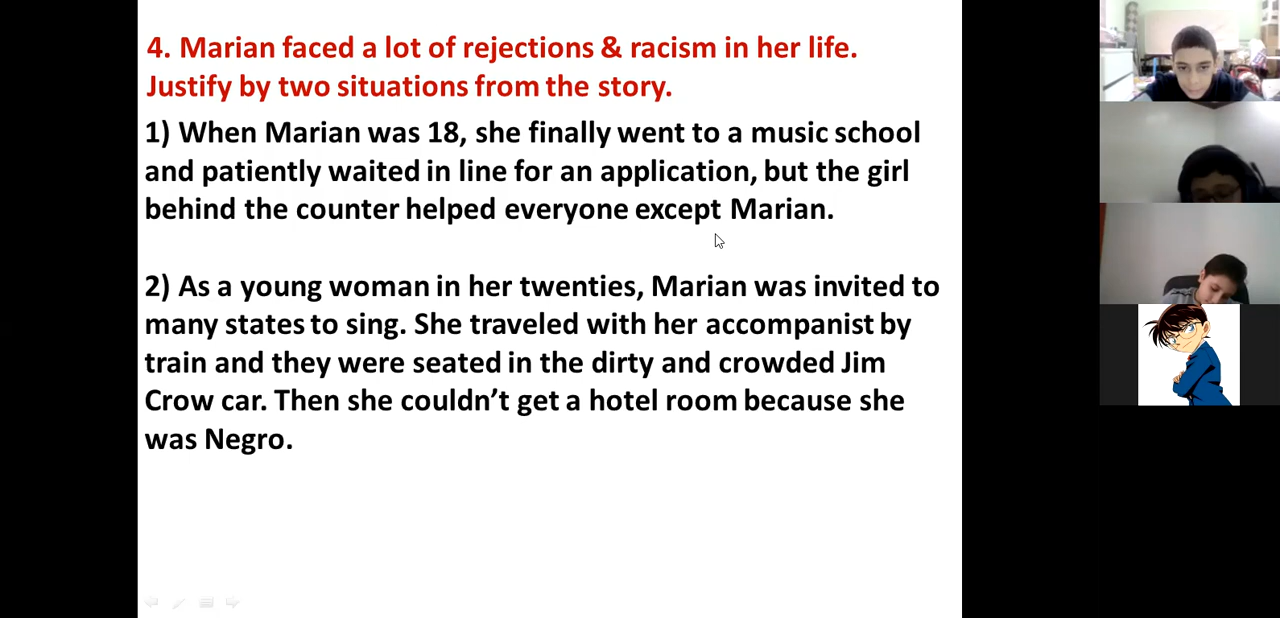 4. Marian faced a lot of rejections & racism in her life.
Justify by two situations from the story.
1) When Marian was 18, she finally went to a music school
and patiently waited in line for an application, but the girl
behind the counter helped everyone except Marian.
2) As a young woman in her twenties, Marian was invited to
many states to sing. She traveled with her accompanist by
train and they were seated in the dirty and crowded Jim
Crow car. Then she couldn’t get a hotel room because she
was Negro.